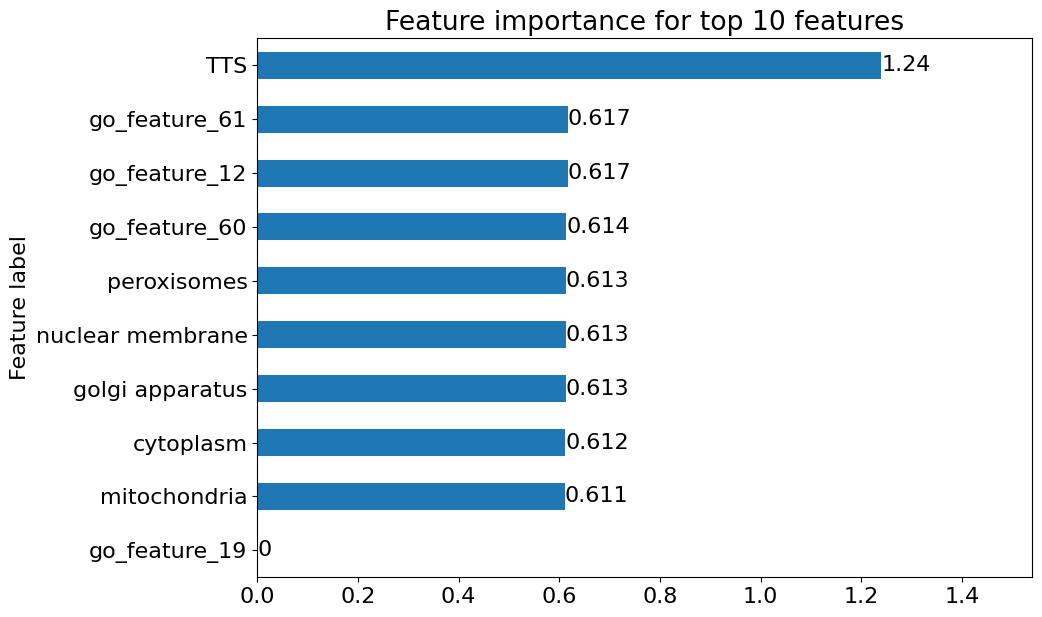 Feature importance for top 10 features
Feature label
TTS 1.24
go_feature_61 0.617
go_feature_12 0.617
go_feature_60 0.614
peroxisomes 0.613
nuclear membrane 0.613
golgi apparatus 0.613
cytoplasm 0.612
mitochondria 0.611
go_feature_19 0
0.0 0.2 0.4 0.6 0.8 1.0 1.2 1.4